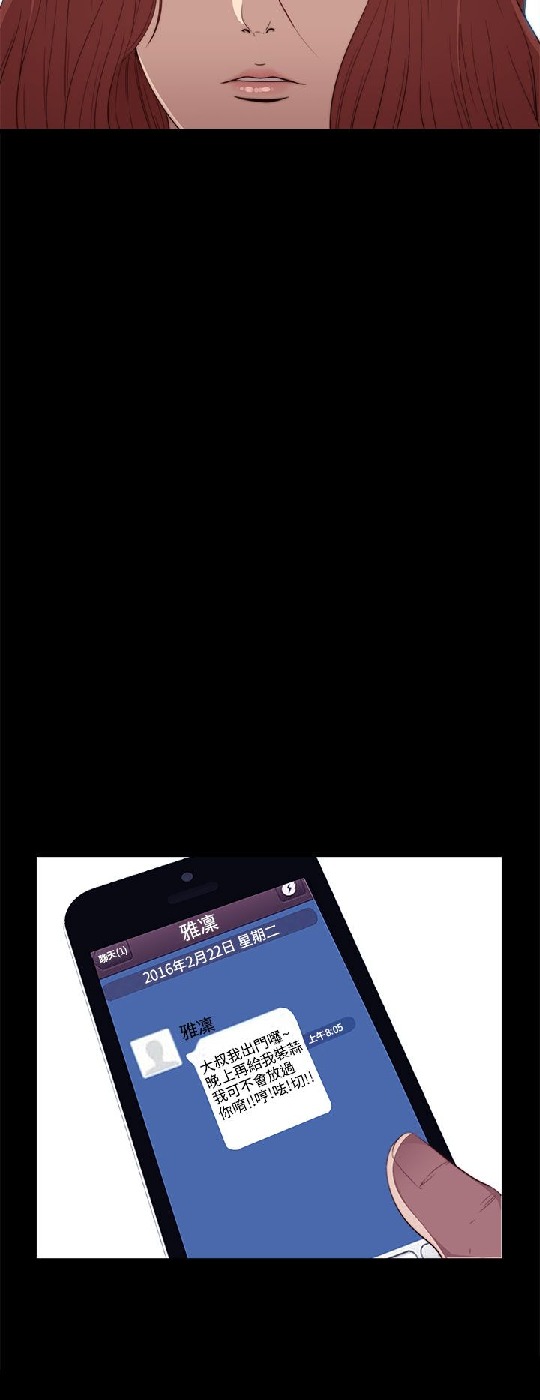 雅凛
聊天(1)
2016年2月22日 星期二
雅凛
大叔我出門囉~
晚上再給我裝蒜
我可不會放過
你唷!!哼!呿!切!!
上午8:05